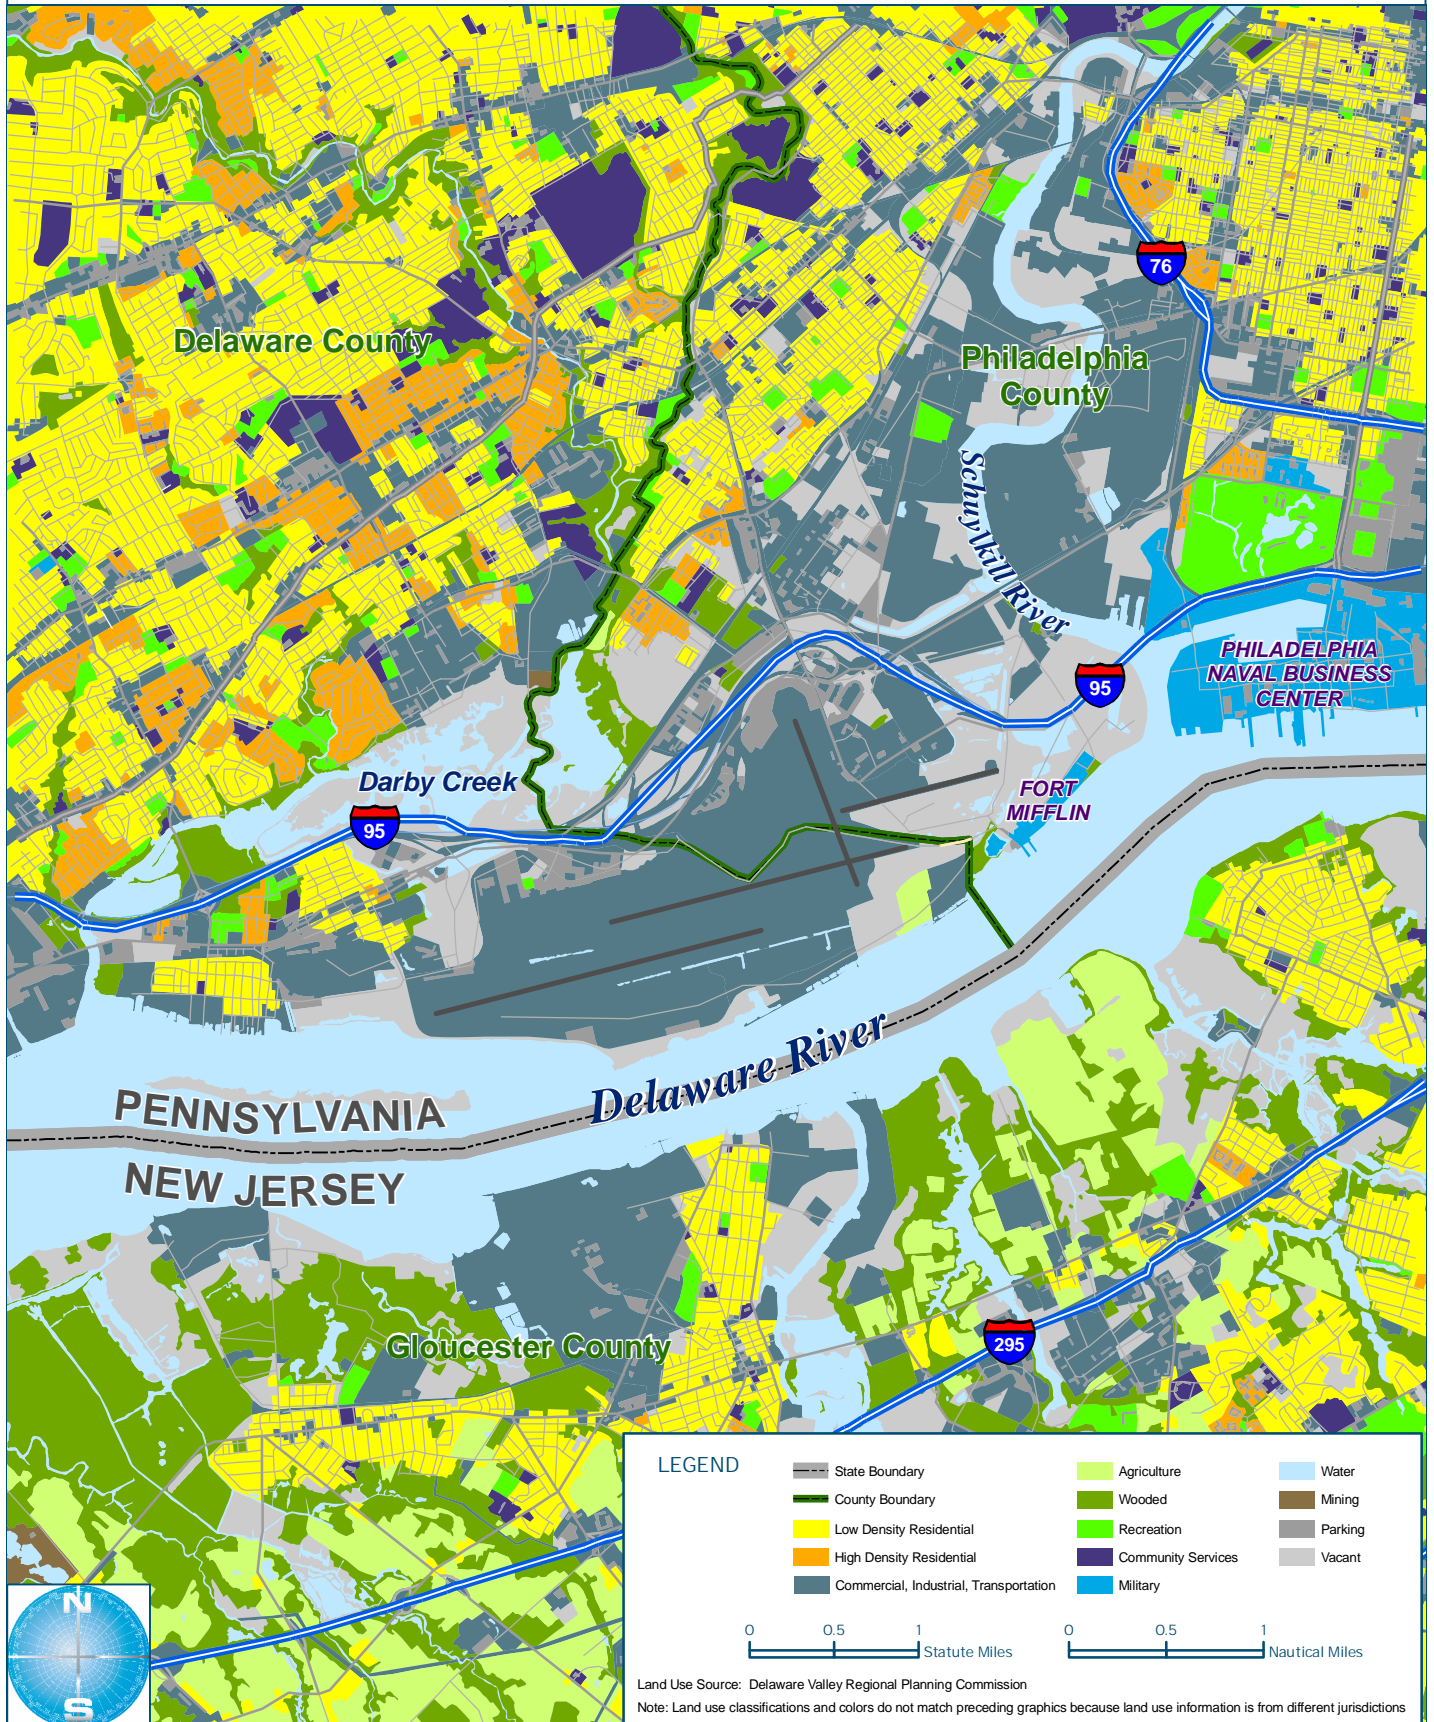 76
Delaware County
Philadelphia
County
Schuylkill River
PHILADELPHIA
NAVAL BUSINESS
CENTER
95
Darby Creek
FORT
MIFFLIN
95
Delaware River
PENNSYLVANIA
NEW JERSEY
Gloucester County
295
LEGEND
State Boundary
County Boundary
Low Density Residential
High Density Residential
Commercial, Industrial, Transportation
Agriculture
Wooded
Recreation
Community Services
Military
Water
Mining
Parking
Vacant
0 0.5 1 Statute Miles
0 0.5 1 Nautical Miles
Land Use Source: Delaware Valley Regional Planning Commission
Note: Land use classifications and colors do not match preceding graphics because land use information is from different jurisdictions
N
S